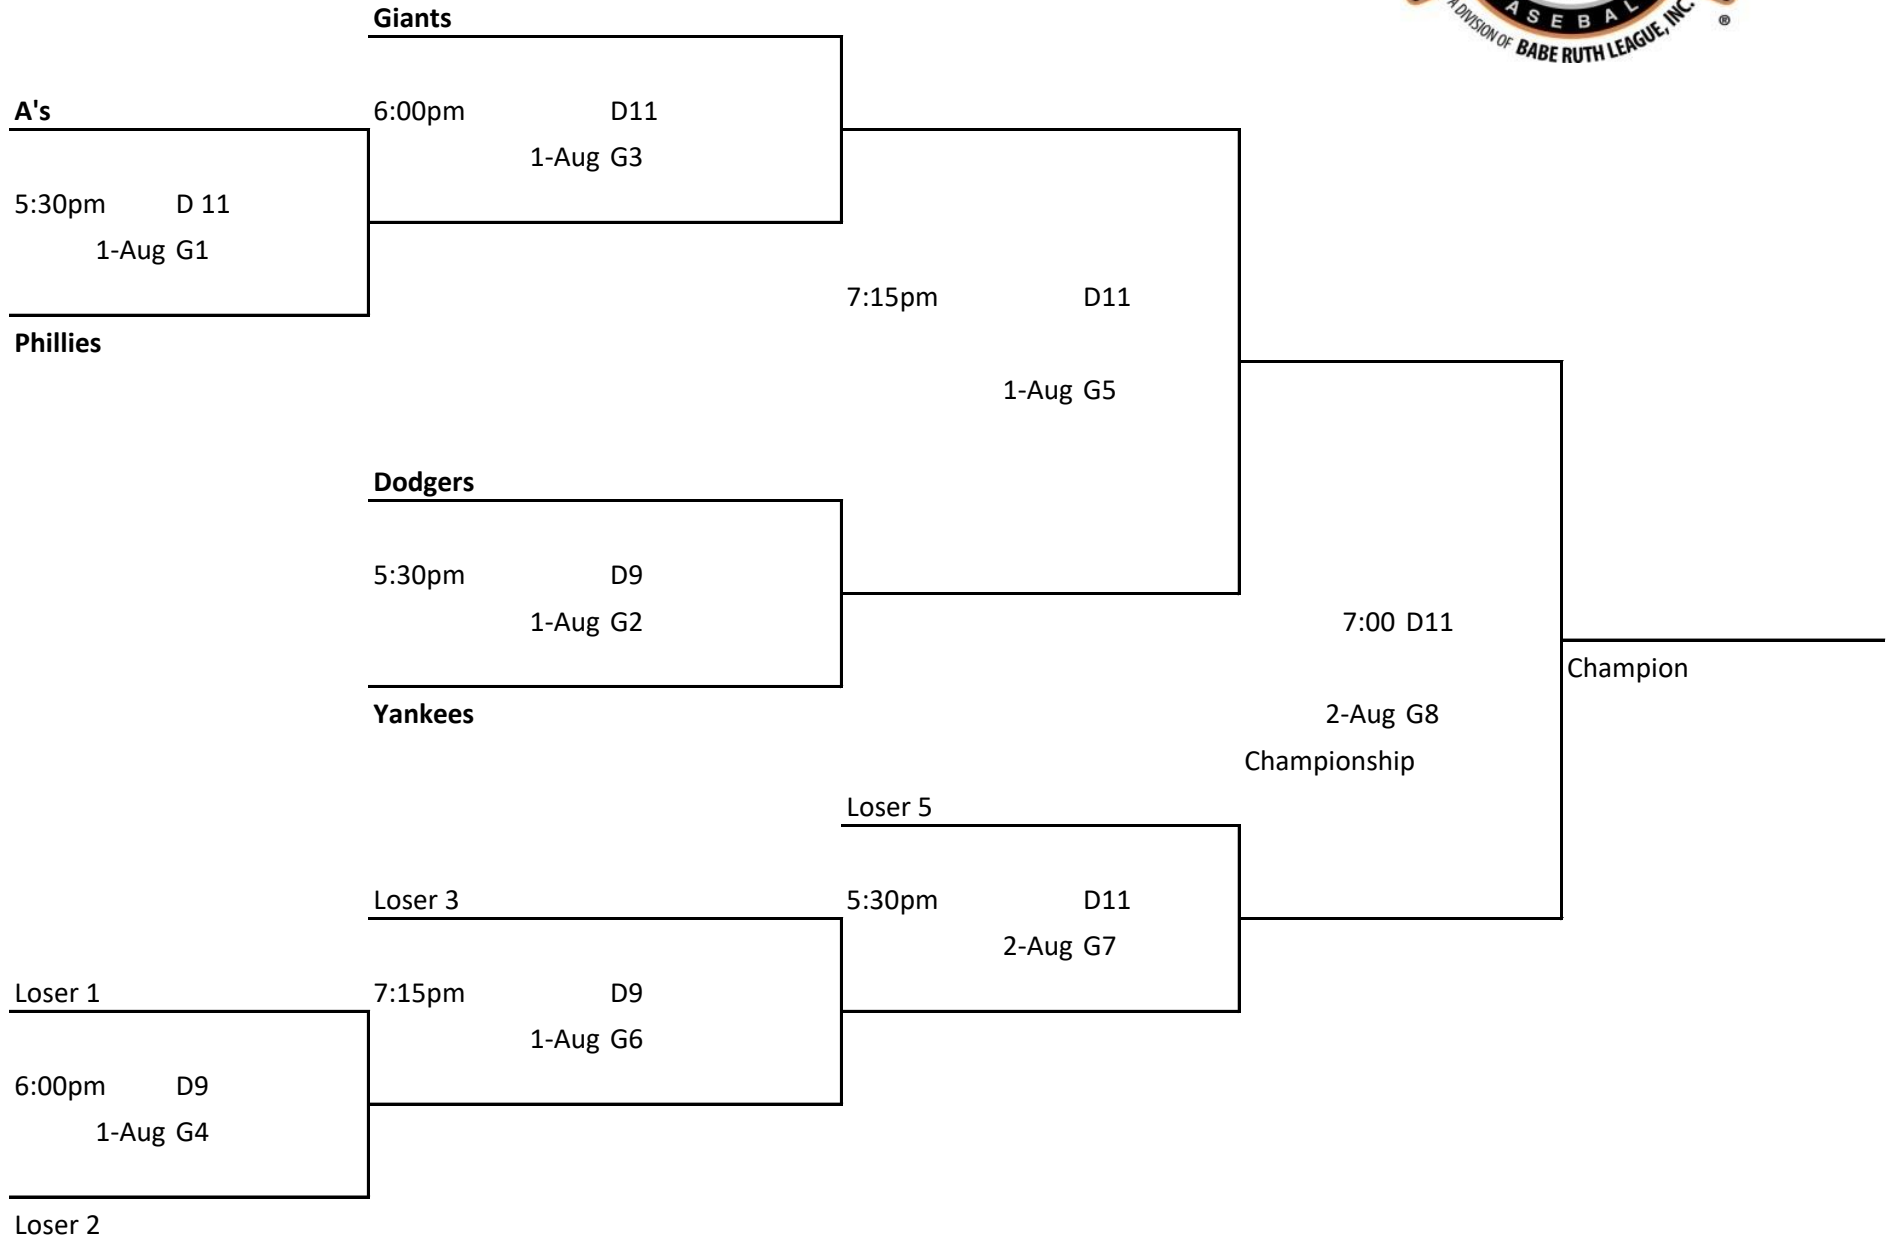 Giants
ASEBAL
A DIVISION OF BABE RUTH LEAGUE, INC.
®
A's
6:00pm D11
1-Aug G3
5:30pm D 11
1-Aug G1
7:15pm D11
Phillies
1-Aug G5
Dodgers
5:30pm D9
1-Aug G2
7:00 D11
Champion
Yankees
2-Aug G8
Championship
Loser 5
Loser 3
5:30pm D11
2-Aug G7
Loser 1
7:15pm D9
1-Aug G6
6:00pm D9
1-Aug G4
Loser 2